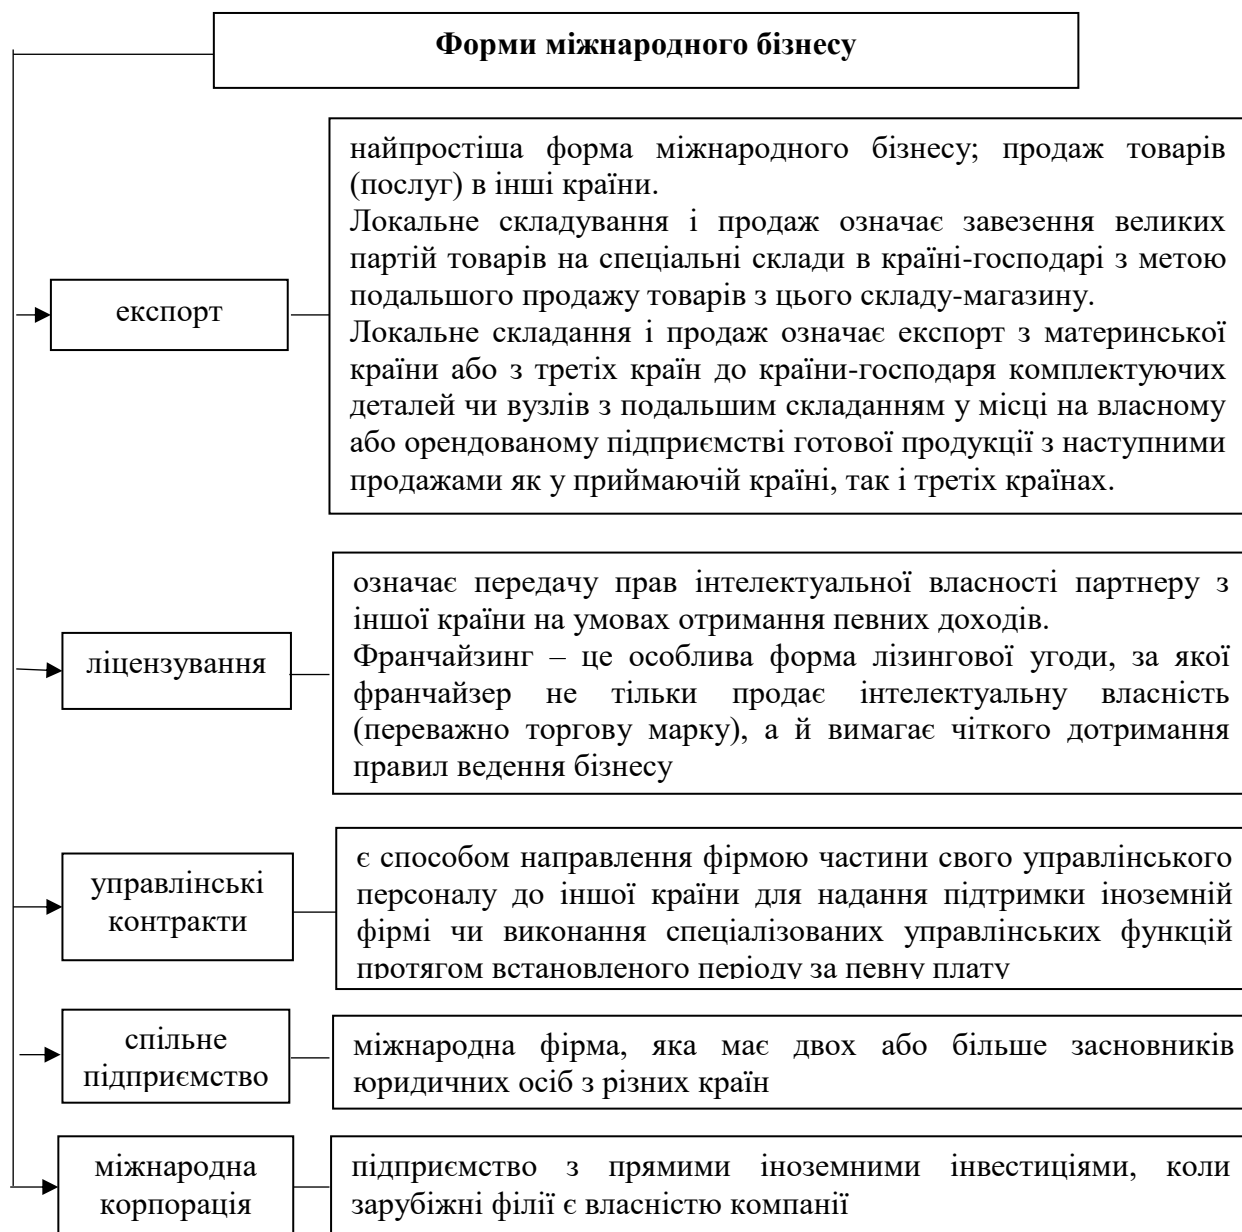 Форми міжнародного бізнесу
експорт
найпростіша форма міжнародного бізнесу; продаж товарів
(послуг) в інші країни.
Локальне складування і продаж означає завезення великих
партій товарів на спеціальні склади в країні-господарі з метою
подальшого продажу товарів з цього складу-магазину.
Локальне складання і продаж означає експорт з материнської
країни або з третіх країн до країни-господаря комплектуючих
деталей чи вузлів з подальшим складанням у місці на власному
або орендованому підприємстві готової продукції з наступними
продажами як у приймаючій країні, так і третіх країнах.
ліцензування
означає передачу прав інтелектуальної власності партнеру з
іншої країни на умовах отримання певних доходів.
Франчайзинг – це особлива форма лізингової угоди, за якої
франчайзер не тільки продає інтелектуальну власність
(переважно торгову марку), а й вимагає чіткого дотримання
правил ведення бізнесу
управлінські
контракти
є способом направлення фірмою частини свого управлінського
персоналу до іншої країни для надання підтримки іноземній
фірмі чи виконання спеціалізованих управлінських функцій
протягом встановленого періоду за певну плату
спільне
підприємство
міжнародна фірма, яка має двох або більше засновників
юридичних осіб з різних країн
міжнародна
корпорація
підприємство з прямими іноземними інвестиціями, коли
зарубіжні філії є власністю компанії